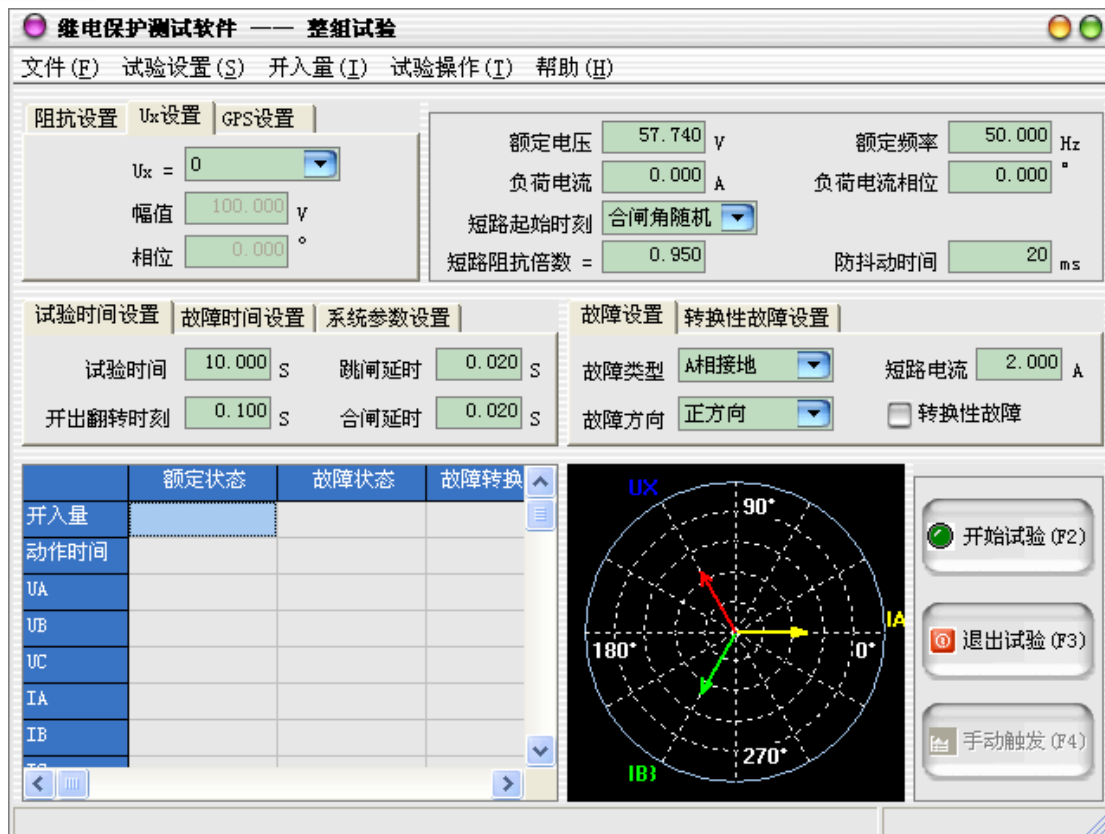 继电保护测试软件 —— 整组试验
文件(F) 试验设置(S) 开入量(I) 试验操作(T) 帮助(H)
阻抗设置 Ux设置 GPS设置
Ux = 0
幅值 100.000 V
相位 0.000 °
额定电压 57.740 V 额定频率 50.000 Hz
负荷电流 0.000 A 负荷电流相位 0.000 °
短路起始时刻 合闸角随机
短路阻抗倍数 = 0.950 防抖动时间 20 ms
试验时间设置 故障时间设置 系统参数设置
试验时间 10.000 S 跳闸延时 0.020 S
开出翻转时刻 0.100 S 合闸延时 0.020 S
故障设置 转换性故障设置
故障类型 A相接地 短路电流 2.000 A
故障方向 正方向 转换性故障
额定状态 故障状态 故障转换
开入量
动作时间
UA
UB
UC
IA
IB
UX
90°
IA
180°
0°
270°
开始试验(F2)
退出试验(F3)
手动触发(F4)